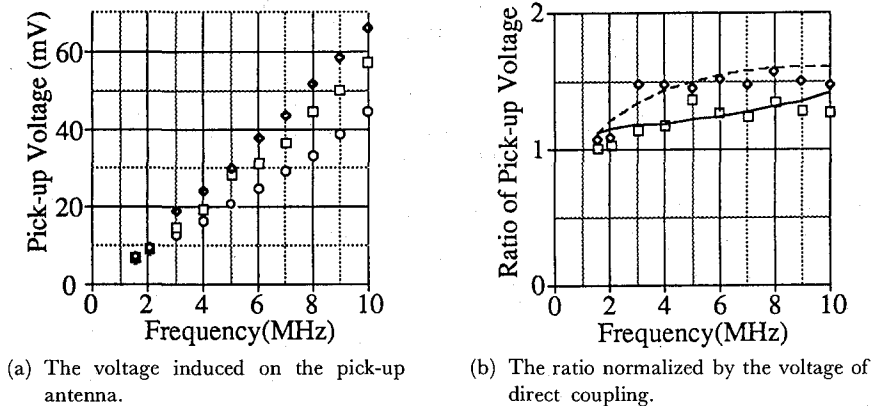 Pick-up Voltage (mV)
60
40
20
0
0 2 4 6 8 10
Frequency(MHz)
(a) The voltage induced on the pick-up
antenna.
Ratio of Pick-up Voltage
2
1
0
0 2 4 6 8 10
Frequency(MHz)
(b) The ratio normalized by the voltage of
direct coupling.